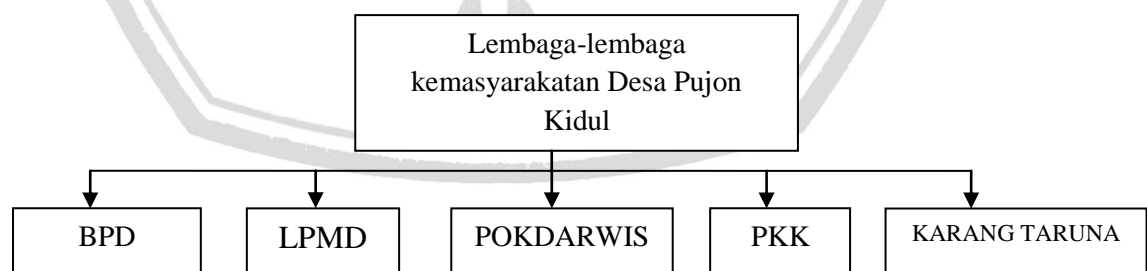 Lembaga-lembaga
kemasyarakatan Desa Pujon
Kidul
BPD
LPMD
POKDARWIS
PKK
KARANG TARUNA